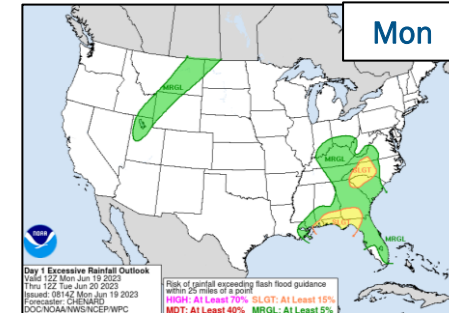 Mon
MRGL
MRGL
SLGT
SLGT
MRGL
NOAA
Day 1 Excessive Rainfall Outlook
Valid 12Z Mon Jun 19 2023
Thru 12Z Tue Jun 20 2023
Issued: 0814Z Mon Jun 19 2023
Forecaster: CHENARD
DOC/NOAA/NWS/NCEP/WPC
Risk of rainfall exceeding flash flood guidance
within 25 miles of a point
HIGH: At Least 70% SLGT: At Least 15%
MDT: At Least 40% MRGL: At Least 5%